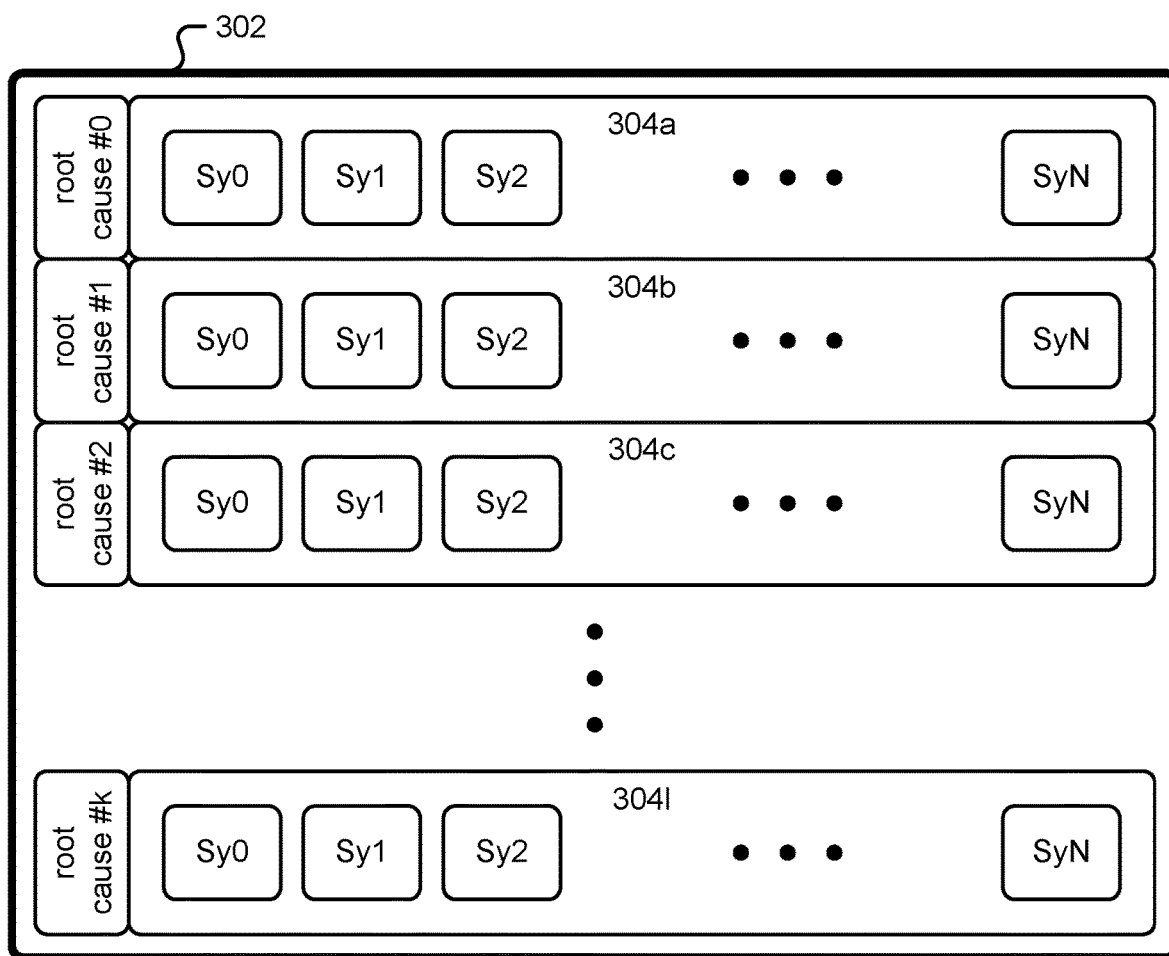 302
root
cause #0
304a
Sy0 Sy1 Sy2 SyN
root
cause #1
304b
Sy0 Sy1 Sy2 SyN
root
cause #2
304c
Sy0 Sy1 Sy2 SyN
root
cause #k
304l
Sy0 Sy1 Sy2 SyN